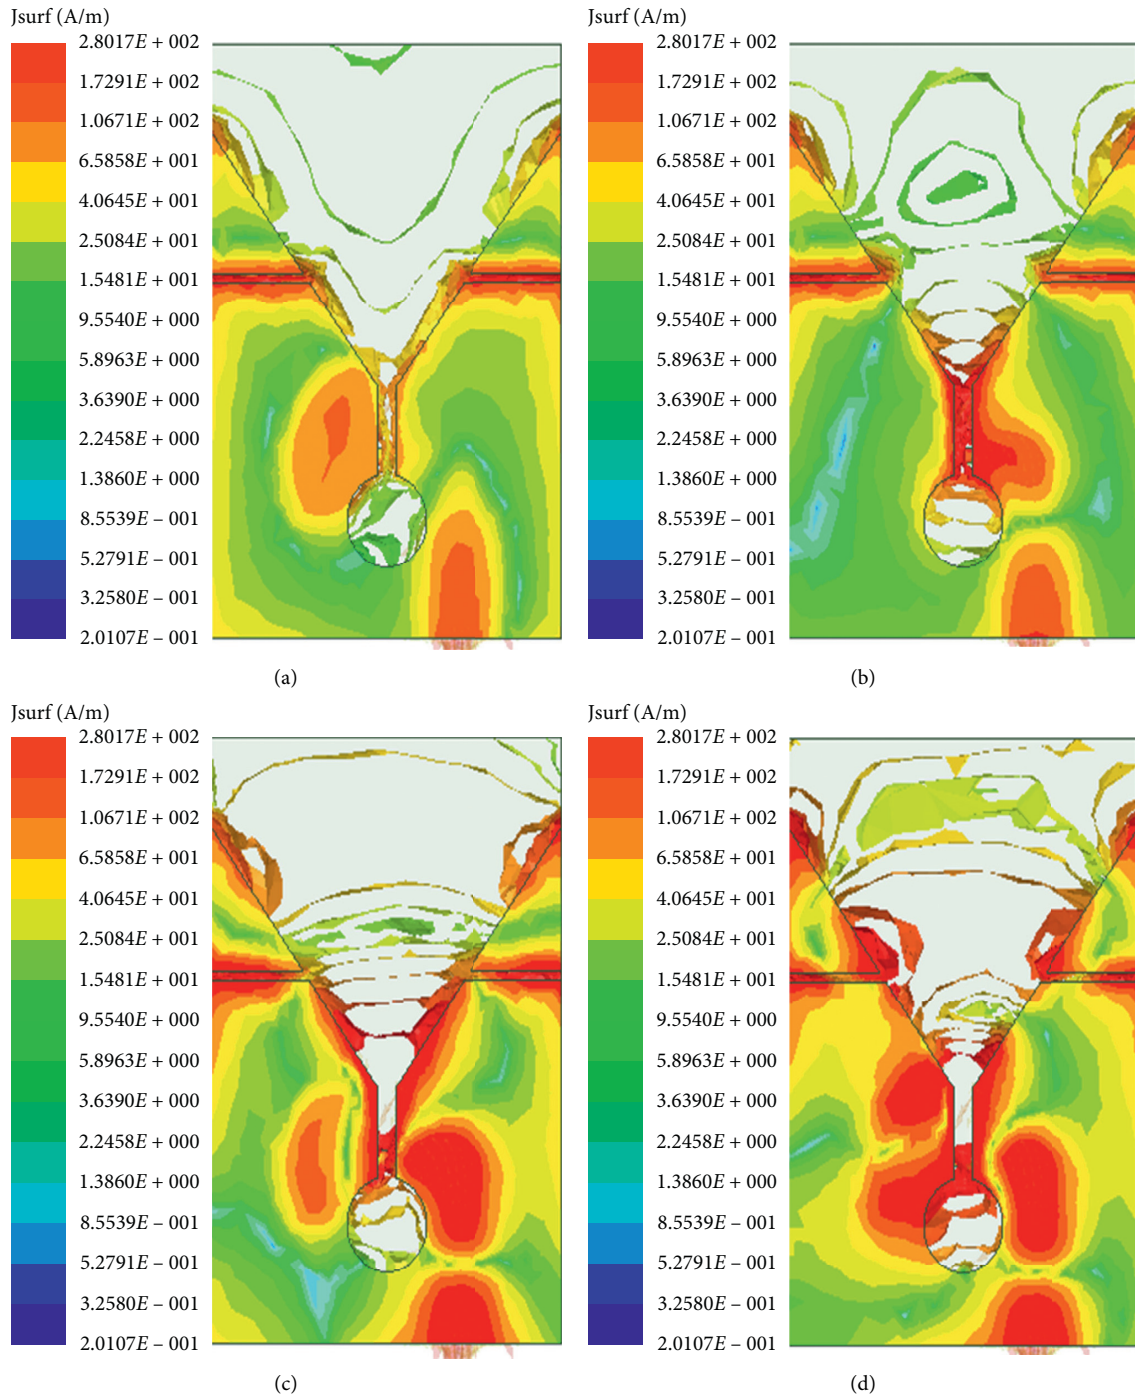 Jsurf (A/m)
2.8017E + 002
1.7291E + 002
1.0671E + 002
6.5858E + 001
4.0645E + 001
2.5084E + 001
1.5481E + 001
9.5540E + 000
5.8963E + 000
3.6390E + 000
2.2458E + 000
1.3860E + 000
8.5539E – 001
5.2791E – 001
3.2580E – 001
2.0107E – 001
(a)
Jsurf (A/m)
2.8017E + 002
1.7291E + 002
1.0671E + 002
6.5858E + 001
4.0645E + 001
2.5084E + 001
1.5481E + 001
9.5540E + 000
5.8963E + 000
3.6390E + 000
2.2458E + 000
1.3860E + 000
8.5539E – 001
5.2791E – 001
3.2580E – 001
2.0107E – 001
(b)
Jsurf (A/m)
2.8017E + 002
1.7291E + 002
1.0671E + 002
6.5858E + 001
4.0645E + 001
2.5084E + 001
1.5481E + 001
9.5540E + 000
5.8963E + 000
3.6390E + 000
2.2458E + 000
1.3860E + 000
8.5539E – 001
5.2791E – 001
3.2580E – 001
2.0107E – 001
(c)
Jsurf (A/m)
2.8017E + 002
1.7291E + 002
1.0671E + 002
6.5858E + 001
4.0645E + 001
2.5084E + 001
1.5481E + 001
9.5540E + 000
5.8963E + 000
3.6390E + 000
2.2458E + 000
1.3860E + 000
8.5539E – 001
5.2791E – 001
3.2580E – 001
2.0107E – 001
(d)